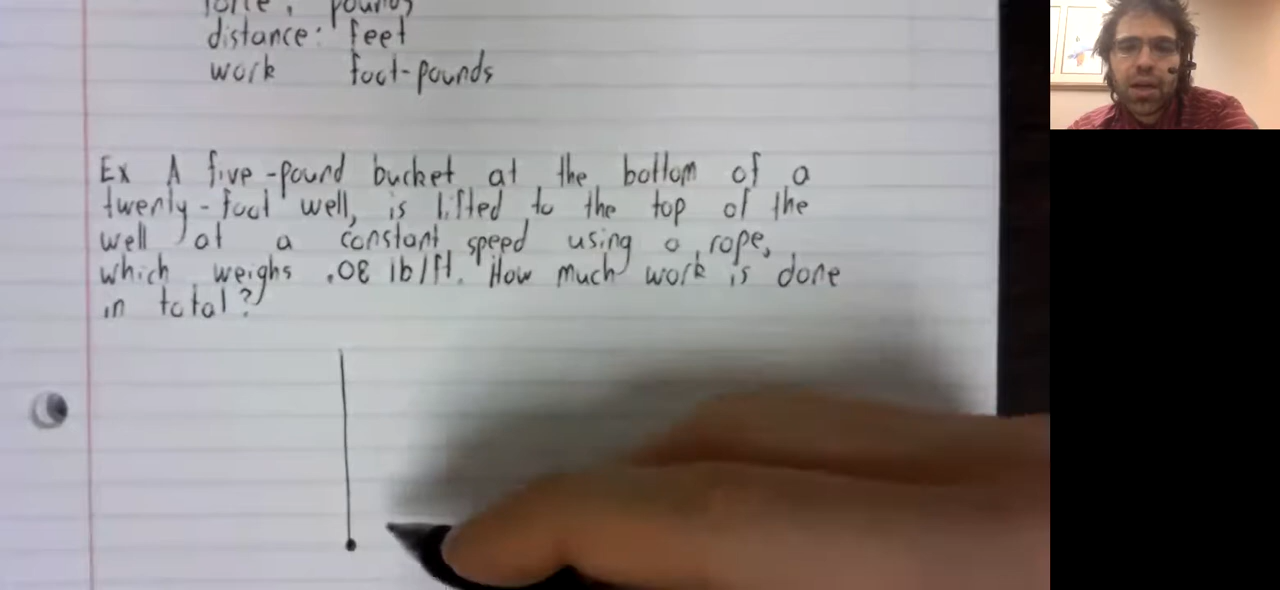 force: pounds
distance: feet
work foot-pounds
Ex A five-pound bucket at the bottom of a
twenty-foot well, is lifted to the top of the
well at a constant speed using a rope,
which weighs .08 lb/ft. How much work is done
in total?